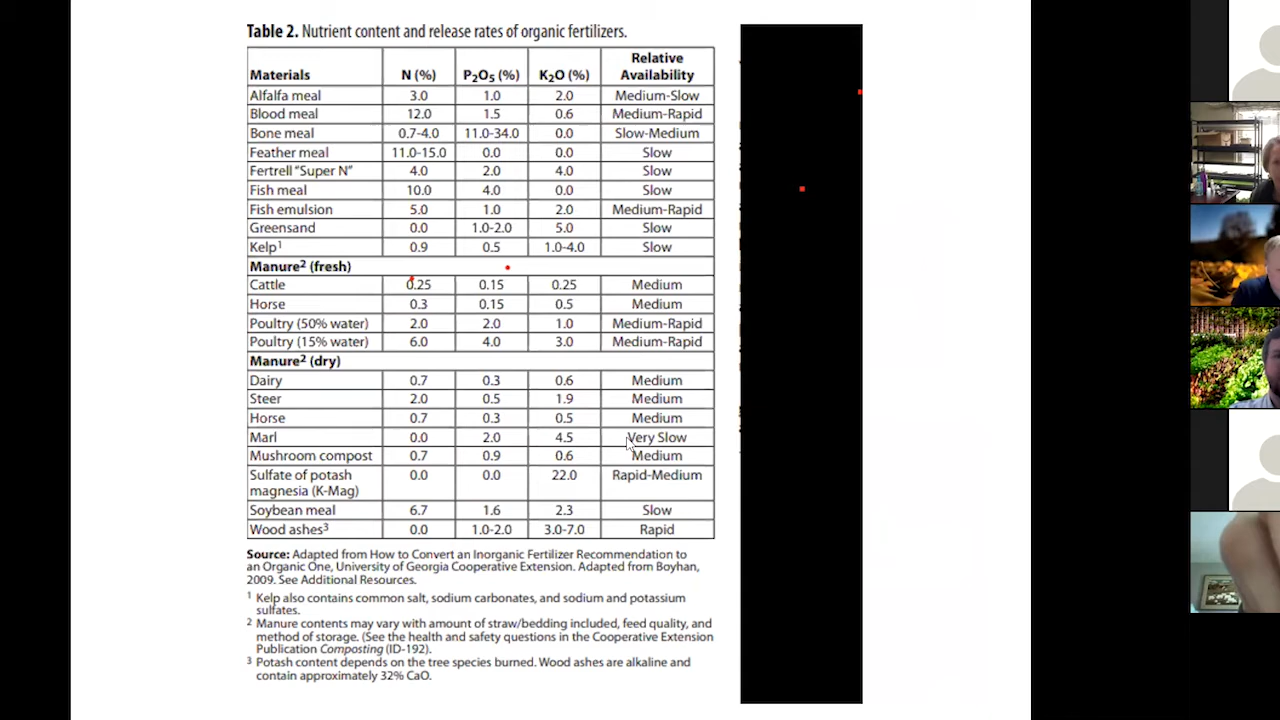 Table 2. Nutrient content and release rates of organic fertilizers.
Materials N (%) P2O5 (%) K2O (%) Relative Availability
Alfalfa meal 3.0 1.0 2.0 Medium-Slow
Blood meal 12.0 1.5 0.6 Medium-Rapid
Bone meal 0.7-4.0 11.0-34.0 0.0 Slow-Medium
Feather meal 11.0-15.0 0.0 0.0 Slow
Fertrell "Super N" 4.0 2.0 4.0 Slow
Fish meal 10.0 4.0 0.0 Slow
Fish emulsion 5.0 1.0 2.0 Medium-Rapid
Greensand 0.0 1.0-2.0 5.0 Slow
Kelp1 0.9 0.5 1.0-4.0 Slow
Manure2 (fresh)
Cattle 0.25 0.15 0.25 Medium
Horse 0.3 0.15 0.5 Medium
Poultry (50% water) 2.0 2.0 1.0 Medium-Rapid
Poultry (15% water) 6.0 4.0 3.0 Medium-Rapid
Manure2 (dry)
Dairy 0.7 0.3 0.6 Medium
Steer 2.0 0.5 1.9 Medium
Horse 0.7 0.3 0.5 Medium
Marl 0.0 2.0 4.5 Very Slow
Mushroom compost 0.7 0.9 0.6 Medium
Sulfate of potash 0.0 0.0 22.0 Rapid-Medium
magnesia (K-Mag)
Soybean meal 6.7 1.6 2.3 Slow
Wood ashes3 0.0 1.0-2.0 3.0-7.0 Rapid
Source: Adapted from How to Convert an Inorganic Fertilizer Recommendation to
an Organic One, University of Georgia Cooperative Extension. Adapted from Boyhan,
2009. See Additional Resources.
1 Kelp also contains common salt, sodium carbonates, and sodium and potassium
sulfates.
2 Manure contents may vary with amount of straw/bedding included, feed quality, and
method of storage. (See the health and safety questions in the Cooperative Extension
Publication Composting (ID-192).
3 Potash content depends on the tree species burned. Wood ashes are alkaline and
contain approximately 32% CaO.